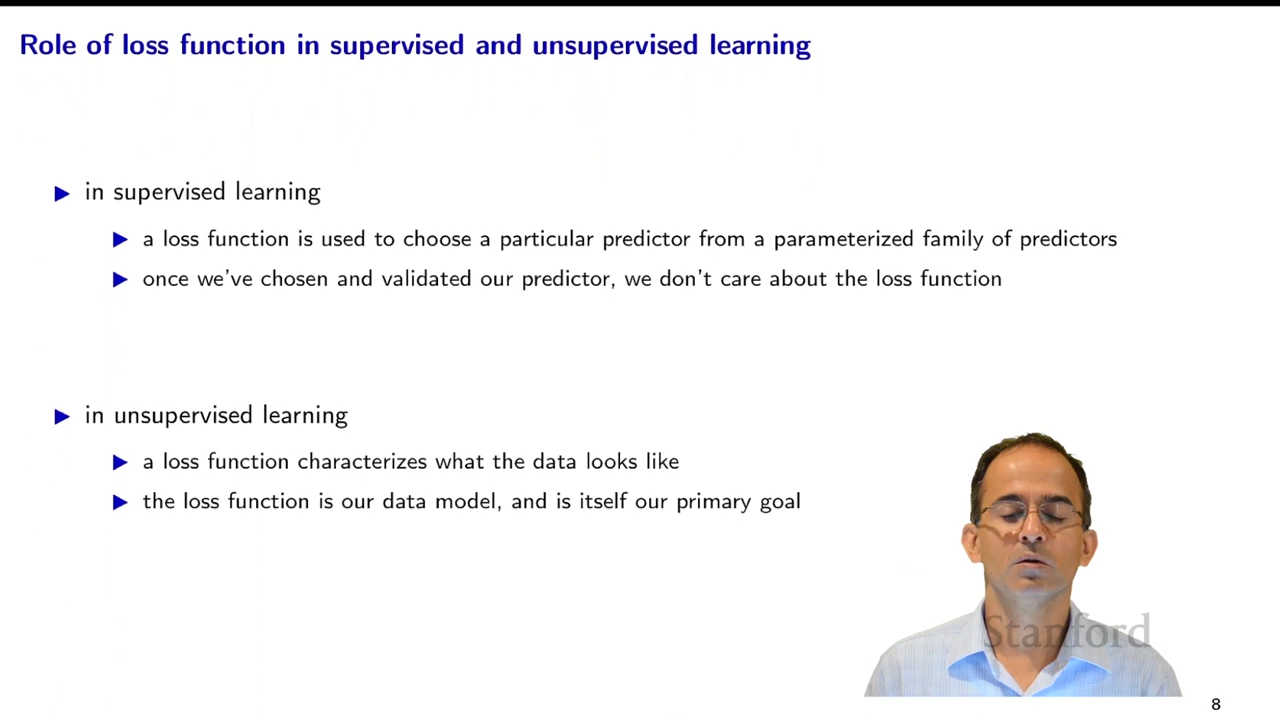 Role of loss function in supervised and unsupervised learning
in supervised learning
a loss function is used to choose a particular predictor from a parameterized family of predictors
once we've chosen and validated our predictor, we don't care about the loss function
in unsupervised learning
a loss function characterizes what the data looks like
the loss function is our data model, and is itself our primary goal
Stanford
8